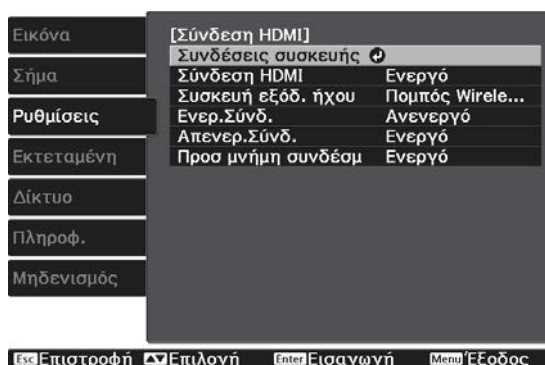 Εικόνα
Σήμα
Ρυθμίσεις
Εκτεταμένη
Δίκτυο
Πληροφ.
Μηδενισμός
[Σύνδεση HDMI]
Συνδέσεις συσκευής
Σύνδεση HDMI Ενεργό
Συσκευή εξόδ. ήχου Πομπός Wirele...
Ενερ.Σύνδ. Ανενεργό
Απενερ.Σύνδ. Ενεργό
Προσ μνήμη συνδέσμ Ενεργό
Esc Επιστροφή Επιλογή Enter Εισαγωγή Menu Έξοδος